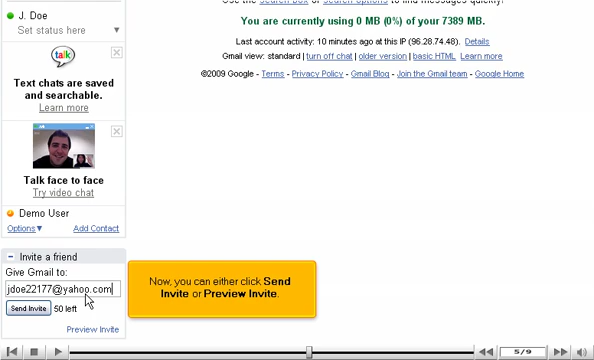 J. Doe
Set status here
talk
Text chats are saved
and searchable.
Learn more
Talk face to face
Try video chat
Demo User
Options▼ Add Contact
Invite a friend
Give Gmail to:
jdoe22177@yahoo.com
Send Invite 50 left
Preview Invite
Use the search box or search options to find messages quickly!
You are currently using 0 MB (0%) of your 7389 MB.
Last account activity: 10 minutes ago at this IP (96.28.74.48). Details
Gmail view: standard | turn off chat | older version | basic HTML Learn more
©2009 Google - Terms - Privacy Policy - Gmail Blog - Join the Gmail team - Google Home
Now, you can either click Send
Invite or Preview Invite.
5/9